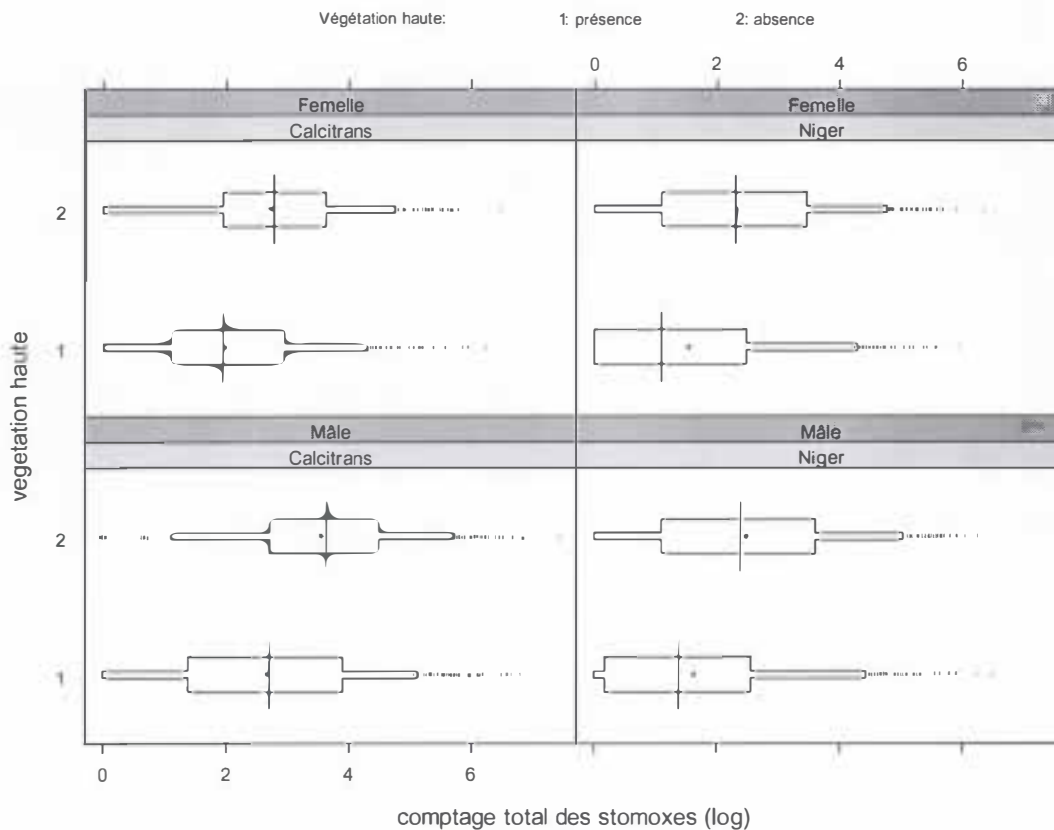 Végétation haute: 1: présence 2: absence
0 2 4 6
Femelle Femelle
Calcitrans Niger
2
1
vegetation haute
Mâle Mâle
Calcitrans Niger
2
1
0 2 4 6
comptage total des stomoxes (log)